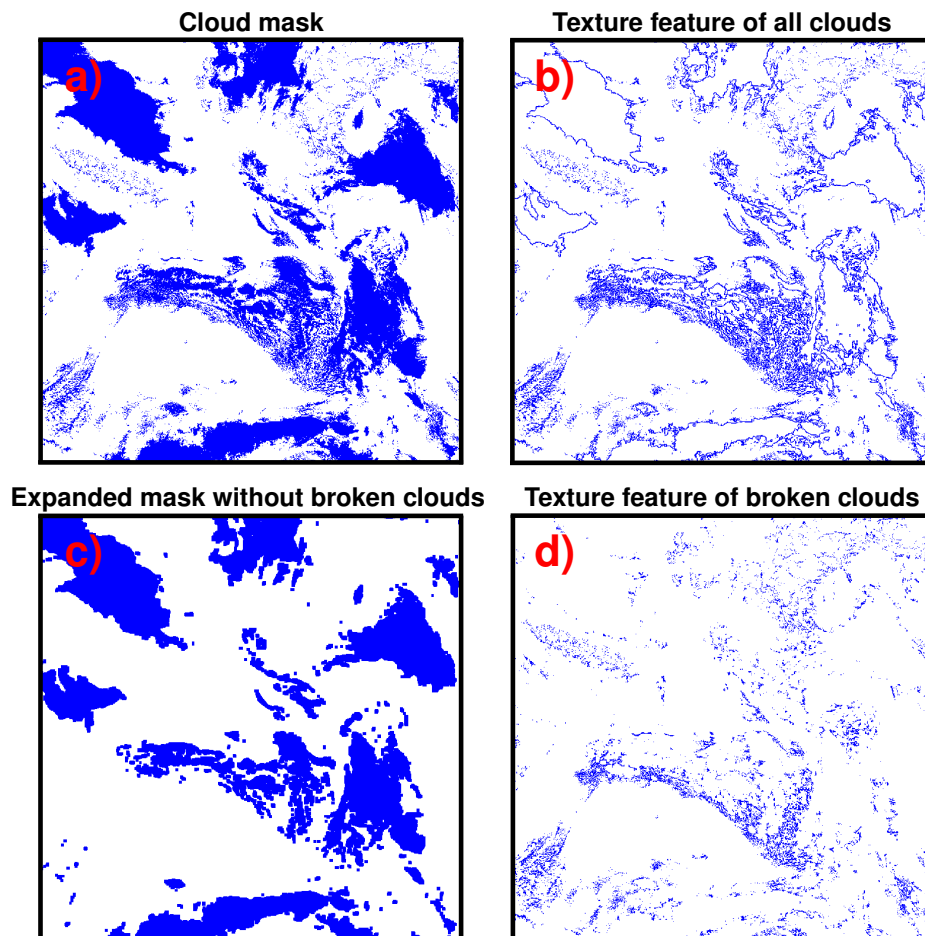 Cloud mask
Texture feature of all clouds
a)
b)
Expanded mask without broken clouds
Texture feature of broken clouds
c)
d)